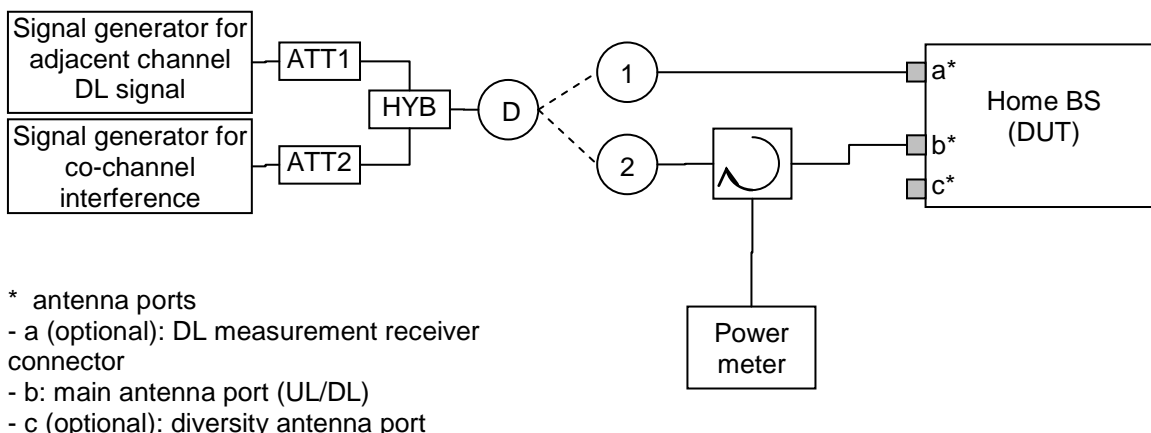 Signal generator for
adjacent channel
DL signal
ATT1
HYB
D
1
2
a*
b*
c*
Home BS
(DUT)
Signal generator for
co-channel
interference
ATT2
Power
meter
* antenna ports
- a (optional): DL measurement receiver
connector
- b: main antenna port (UL/DL)
- c (optional): diversity antenna port